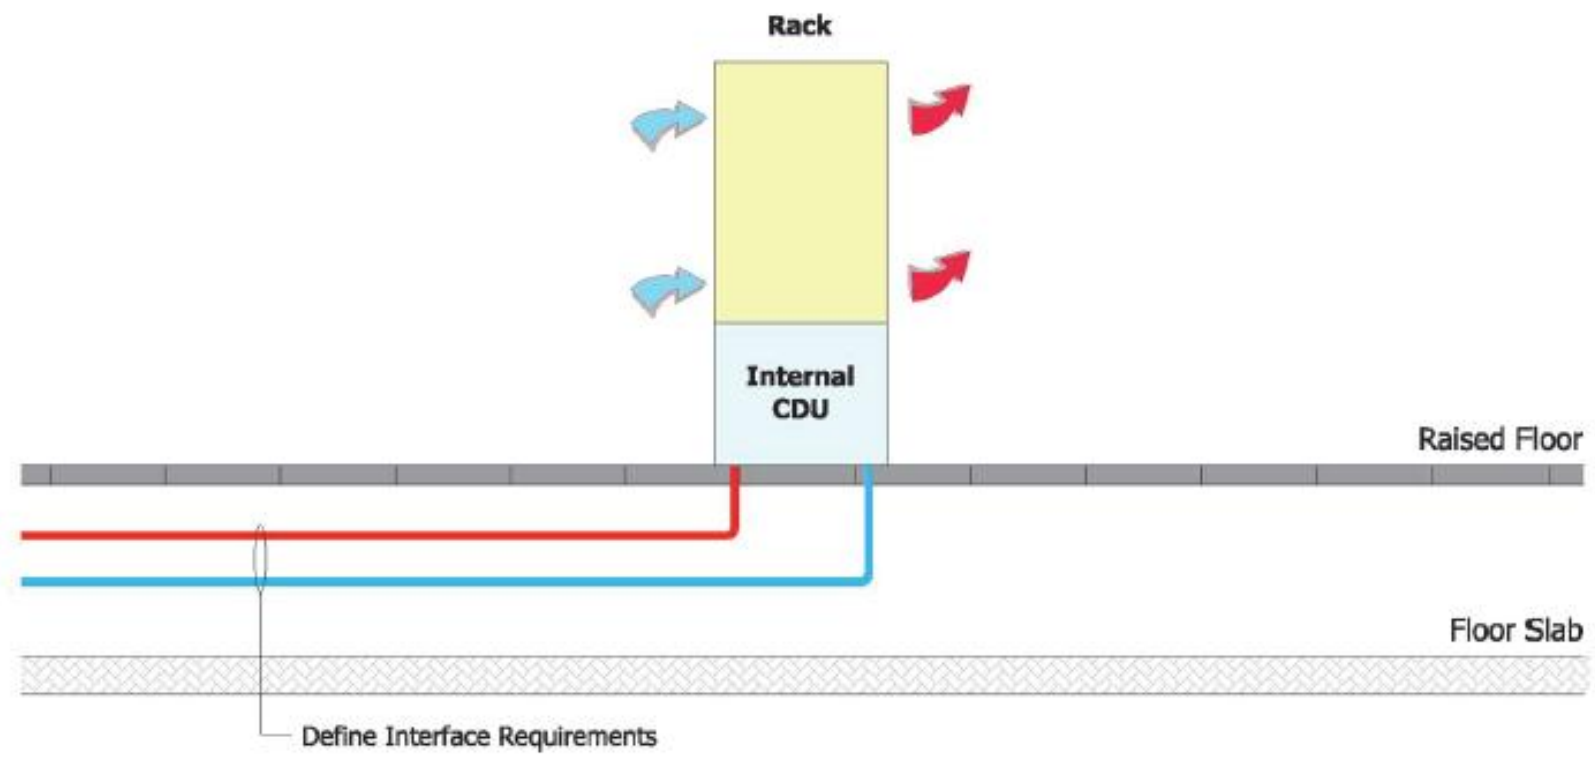 Rack
Internal
CDU
Raised Floor
Floor Slab
Define Interface Requirements